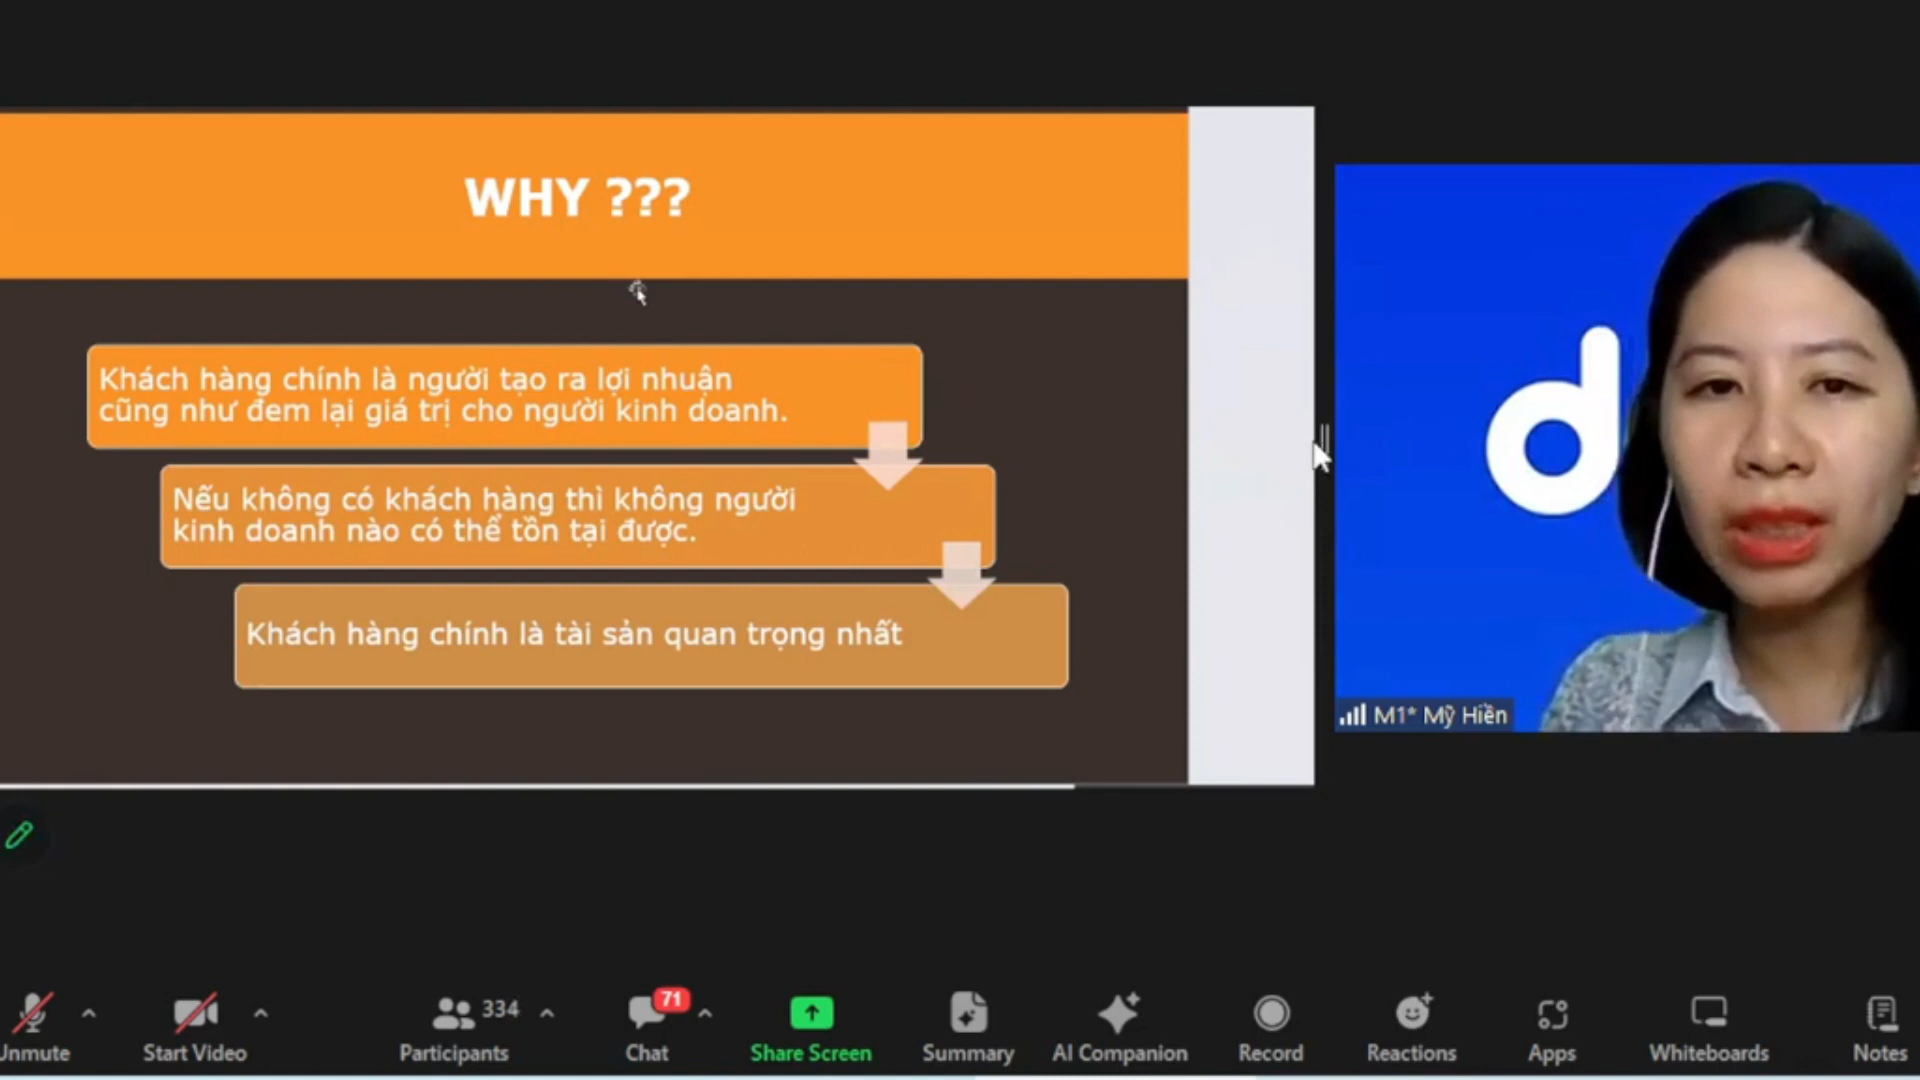 WHY ???
Khách hàng chính là người tạo ra lợi nhuận
cũng như đem lại giá trị cho người kinh doanh.
Nếu không có khách hàng thì không người
kinh doanh nào có thể tồn tại được.
Khách hàng chính là tài sản quan trọng nhất
d
M1* Mỹ Hiền
334
71
Unmute
Start Video
Participants
Chat
Share Screen
Summary
AI Companion
Record
Reactions
Apps
Whiteboards
Notes